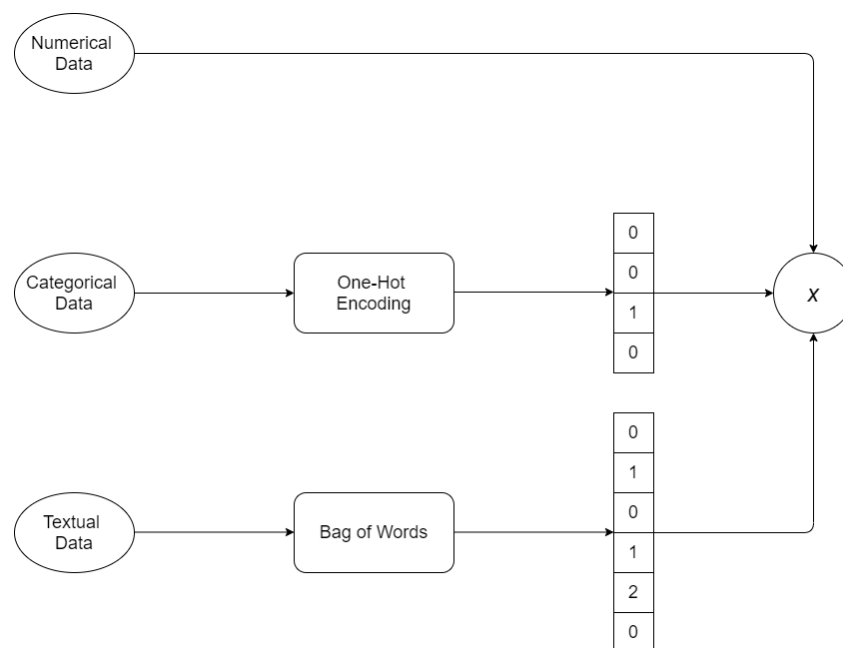 Numerical
Data
Categorical
Data
One-Hot
Encoding
0
0
1
0
x
Textual
Data
Bag of Words
0
1
0
1
2
0